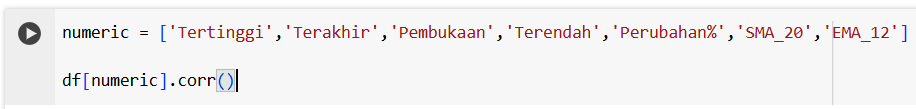 numeric = ['Tertinggi','Terakhir','Pembukaan','Terendah','Perubahan%','SMA_20','EMA_12']
df[numeric].corr()